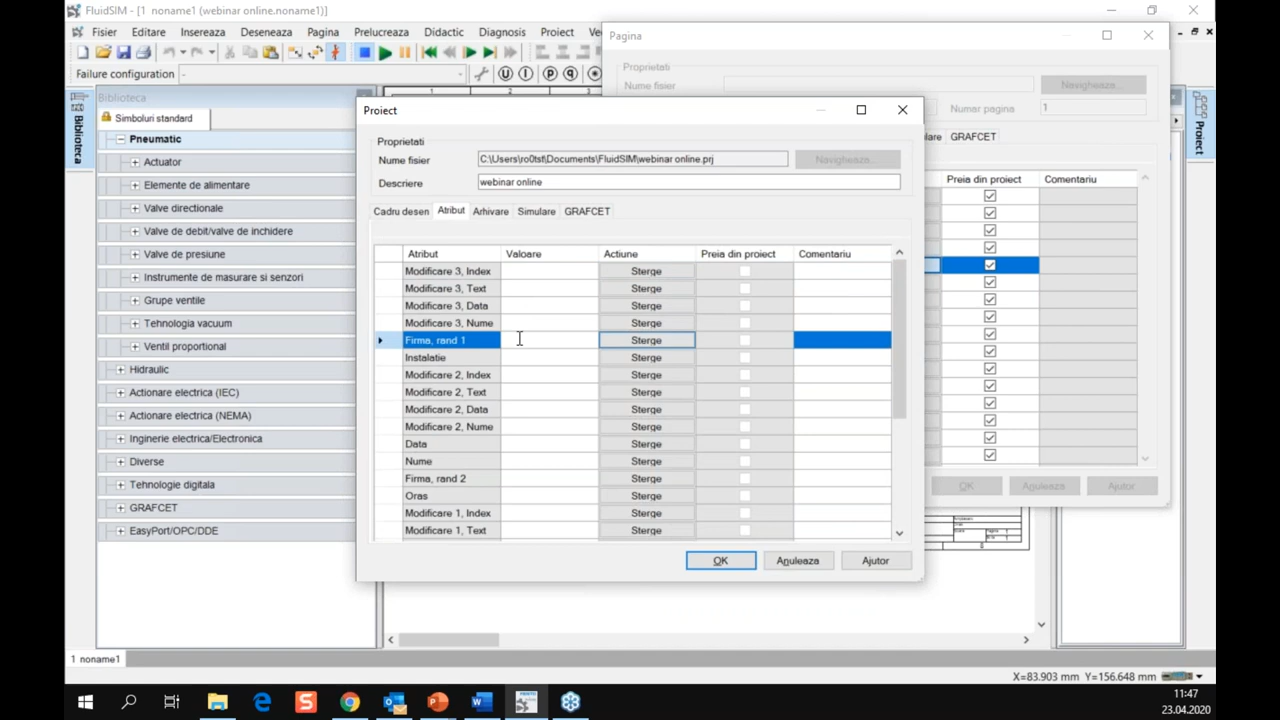 FluidSIM - [1 noname1 (webinar online.noname1)]
Fisier Editare Insereaza Deseneaza Pagina Prelucreaza Didactic Diagnosis Proiect
Failure configuration -
1 2 3
Pagina
Proprietati
Nume fisier
Navigheaza...
Numar pagina 1
GRAFCET
Preia din proiect Comentariu
OK Anuleaza Ajutor
Biblioteca
Biblioteca
Simboluri standard
Pneumatic
Actuator
Elemente de alimentare
Valve directionale
Valve de debit/valve de inchidere
Valve de presiune
Instrumente de masurare si senzori
Grupe ventile
Tehnologia vacuum
Ventil proportional
Hidraulic
Actionare electrica (IEC)
Actionare electrica (NEMA)
Inginerie electrica/Electronica
Diverse
Tehnologie digitala
GRAFCET
EasyPort/OPC/DDE
Proiect
Proiect
Proprietati
Nume fisier C:\Users\ro0tst\Documents\FluidSIM\webinar online.prj Navigheaza...
Descriere webinar online
Cadru desen Atribut Arhivare Simulare GRAFCET
Atribut Valoare Actiune Preia din proiect Comentariu
Modificare 3, Index Sterge
Modificare 3, Text Sterge
Modificare 3, Data Sterge
Modificare 3, Nume Sterge
Firma, rand 1 Sterge
Instalatie Sterge
Modificare 2, Index Sterge
Modificare 2, Text Sterge
Modificare 2, Data Sterge
Modificare 2, Nume Sterge
Data Sterge
Nume Sterge
Firma, rand 2 Sterge
Oras Sterge
Modificare 1, Index Sterge
Modificare 1, Text Sterge
OK Anuleaza Ajutor
1 noname1
X=83.903 mm Y=156.648 mm
11:47
23.04.2020